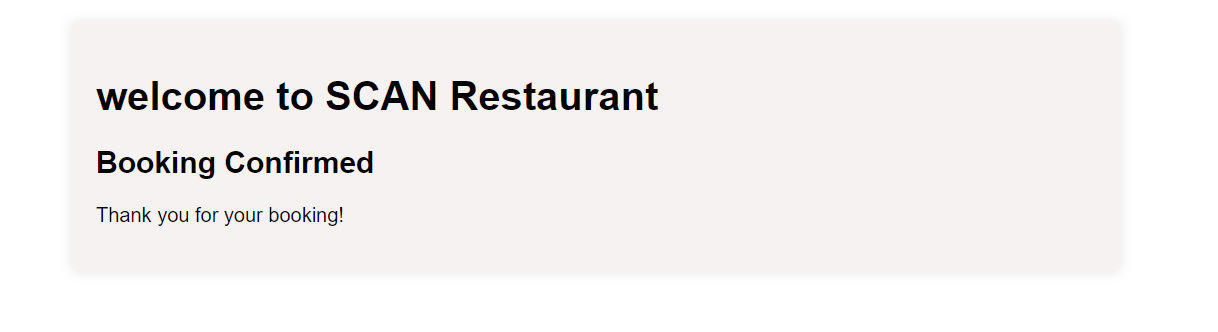 welcome to SCAN Restaurant
Booking Confirmed
Thank you for your booking!